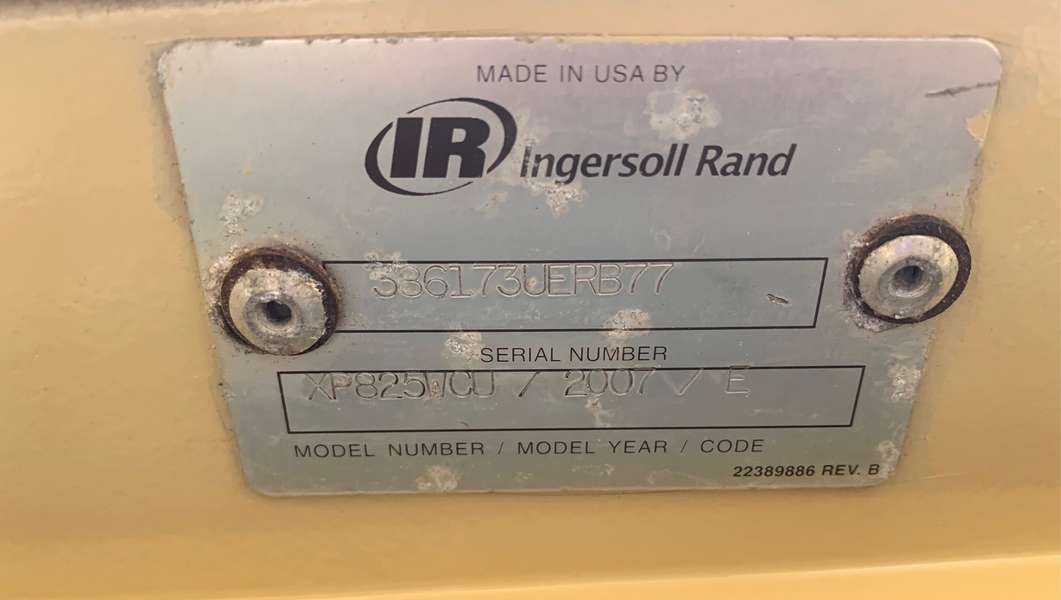 MADE IN USA BY
IR Ingersoll Rand
336173UERB77
SERIAL NUMBER
XP825WCU / 2007 / E
MODEL NUMBER / MODEL YEAR / CODE
22389886 REV. B